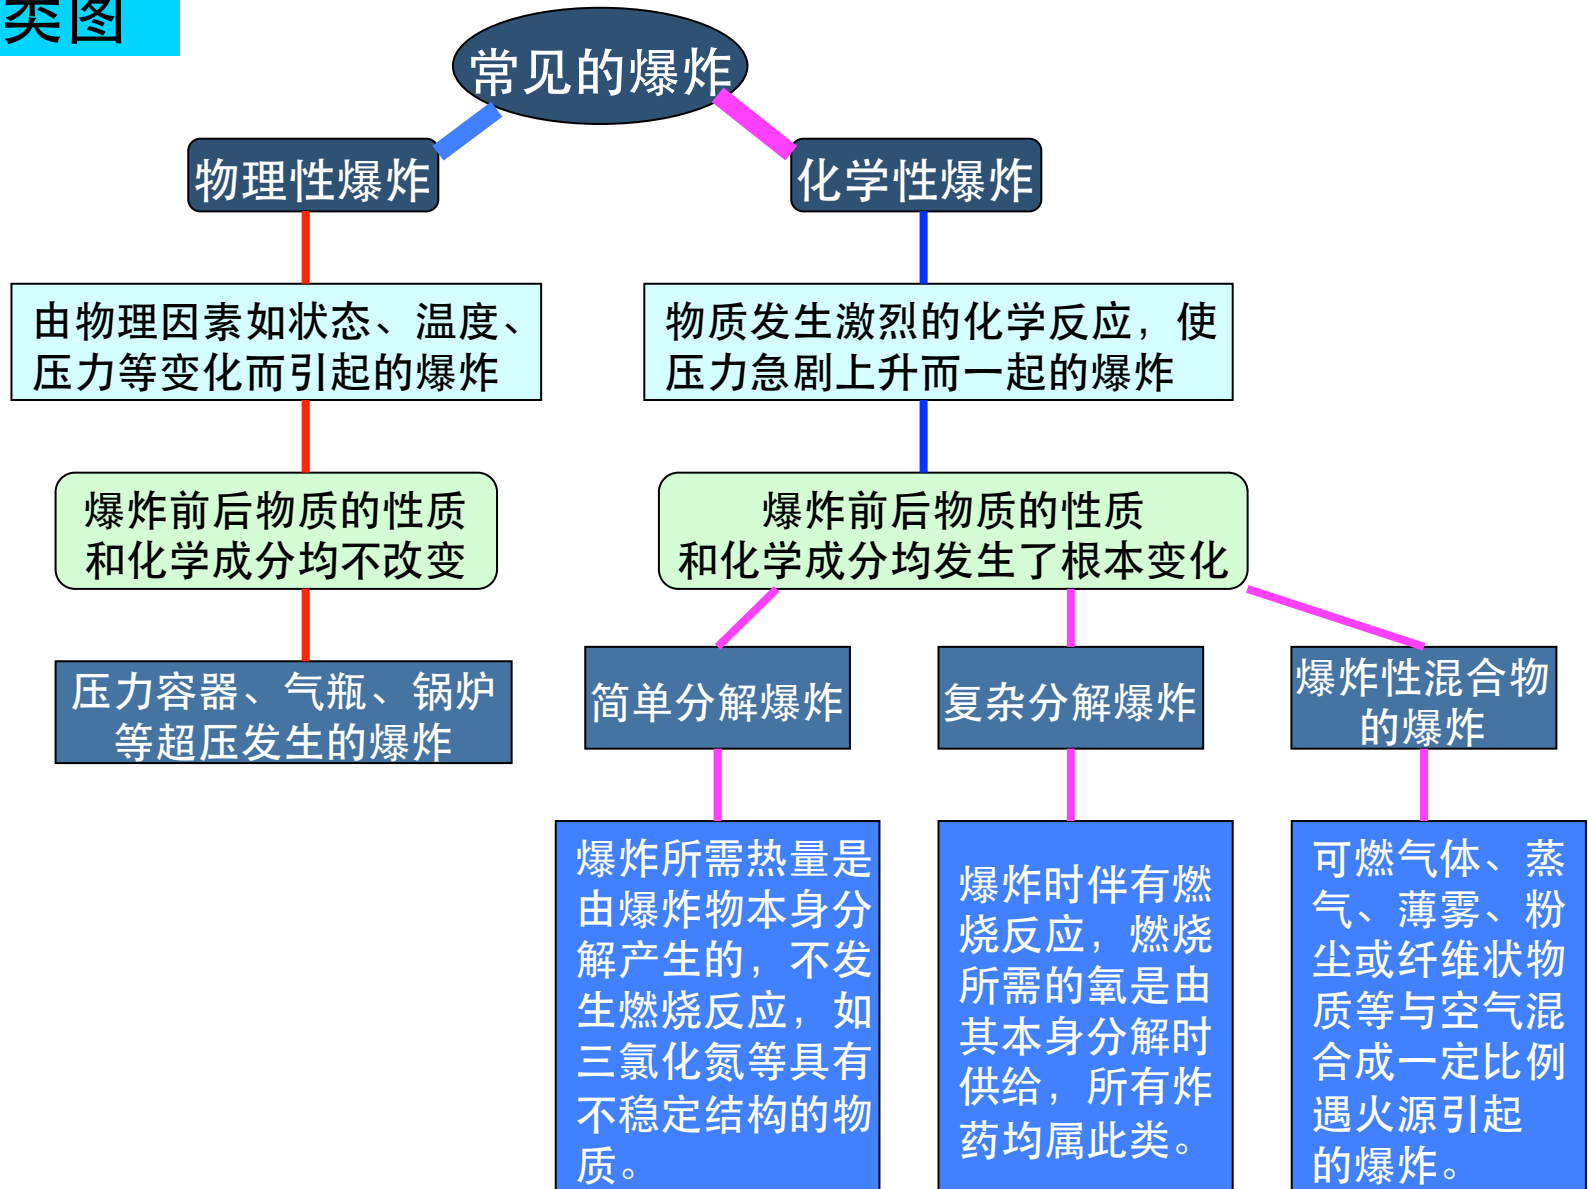 类图
常见的爆炸
物理性爆炸
化学性爆炸
由物理因素如状态、温度、
压力等变化而引起的爆炸
物质发生激烈的化学反应，使
压力急剧上升而一起的爆炸
爆炸前后物质的性质
和化学成分均不改变
爆炸前后物质的性质
和化学成分均发生了根本变化
压力容器、气瓶、锅炉
等超压发生的爆炸
简单分解爆炸
复杂分解爆炸
爆炸性混合物
的爆炸
爆炸所需热量是
由爆炸物本身分
解产生的，不发
生燃烧反应，如
三氯化氮等具有
不稳定结构的物
质。
爆炸时伴有燃
烧反应，燃烧
所需的氧是由
其本身分解时
供给，所有炸
药均属此类。
可燃气体、蒸
气、薄雾、粉
尘或纤维状物
质等与空气混
合成一定比例
遇火源引起
的爆炸。